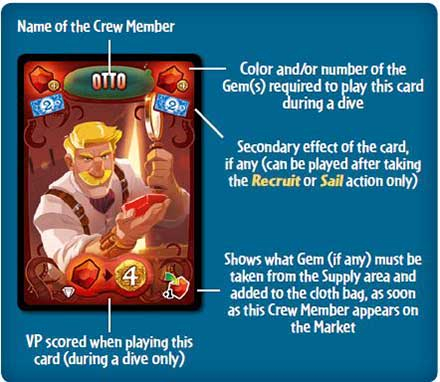 Name of the Crew Member
OTTO
Color and/or number of the
Gem(s) required to play this card
during a dive
Secondary effect of the card,
if any (can be played after taking
the Recruit or Sail action only)
4
Shows what Gem (if any) must be
taken from the Supply area and
added to the cloth bag, as soon
as this Crew Member appears on
the Market
VP scored when playing this
card (during a dive only)